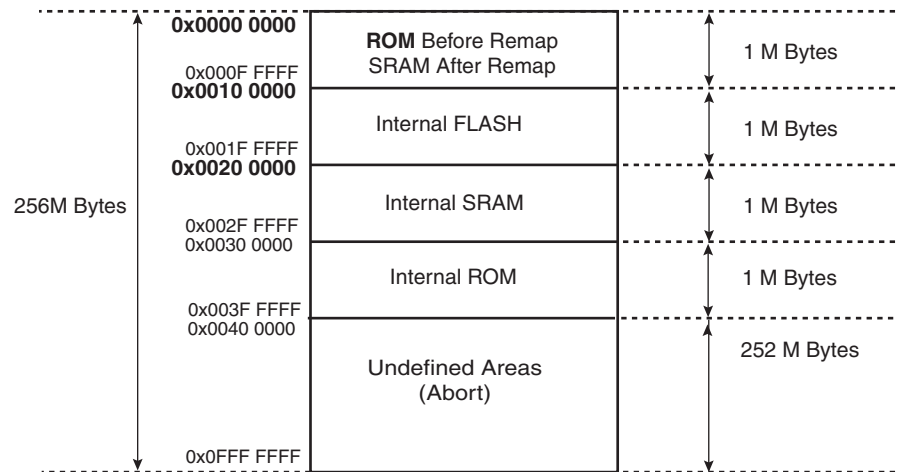 0x0000 0000
ROM Before Remap
SRAM After Remap
1 M Bytes
0x000F FFFF
0x0010 0000
Internal FLASH
1 M Bytes
0x001F FFFF
0x0020 0000
256M Bytes
Internal SRAM
1 M Bytes
0x002F FFFF
0x0030 0000
Internal ROM
1 M Bytes
0x003F FFFF
0x0040 0000
252 M Bytes
Undefined Areas
(Abort)
0x0FFF FFFF